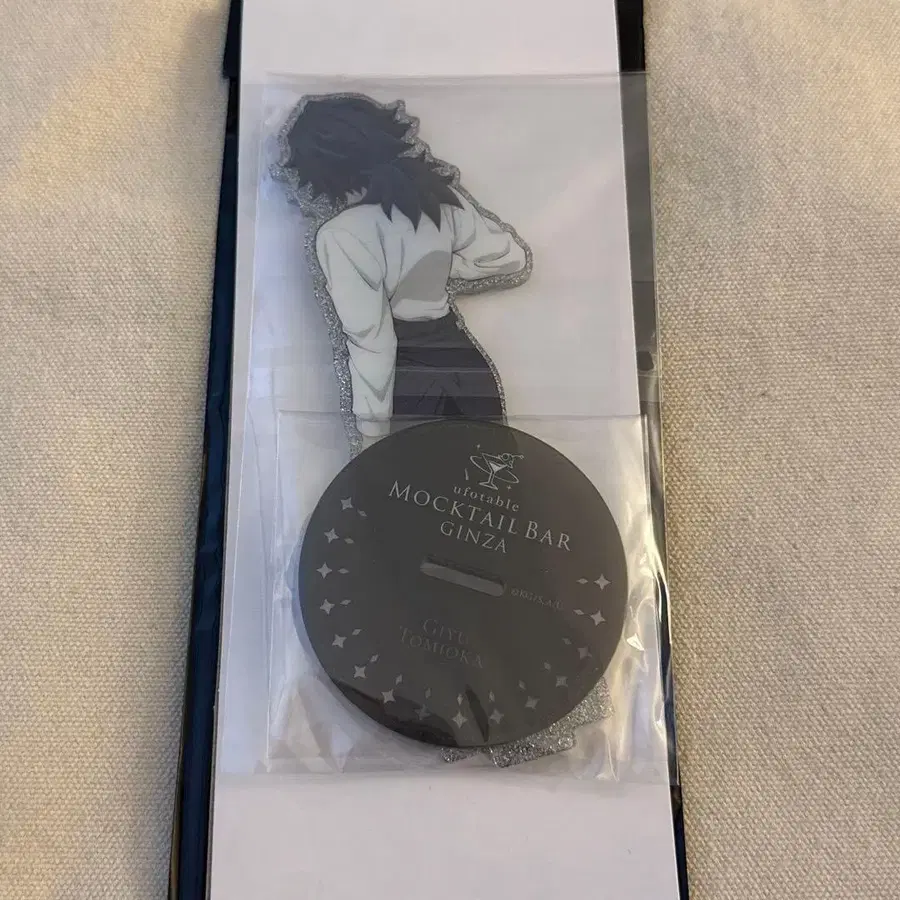 ufotable
MOCKTAIL BAR
GINZA
GIYU
TOMIOKA